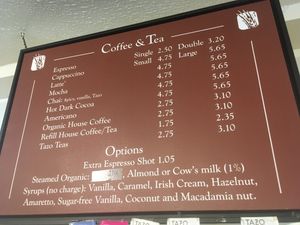 Coffee & Tea
Single Double
Espresso 2.50 3.20
Small Large
Cappuccino 4.75 5.65
Latte' 4.75 5.65
Mocha 4.75 5.65
Chai: Spicy, vanilla, Tazo 4.75 5.65
Hot Dark Cocoa 4.75 5.65
Americano 2.75 3.10
Organic House Coffee 2.75 3.10
Refill House Coffee/Tea 1.75 2.35
Tazo Teas 2.75 3.10
Options
Extra Espresso Shot 1.05
Steamed Organic: Almond or Cow's milk (1%)
Syrups (no charge): Vanilla, Caramel, Irish Cream, Hazelnut,
Amaretto, Sugar-free Vanilla, Coconut and Macadamia nut.
TAZO TAZO TAZO